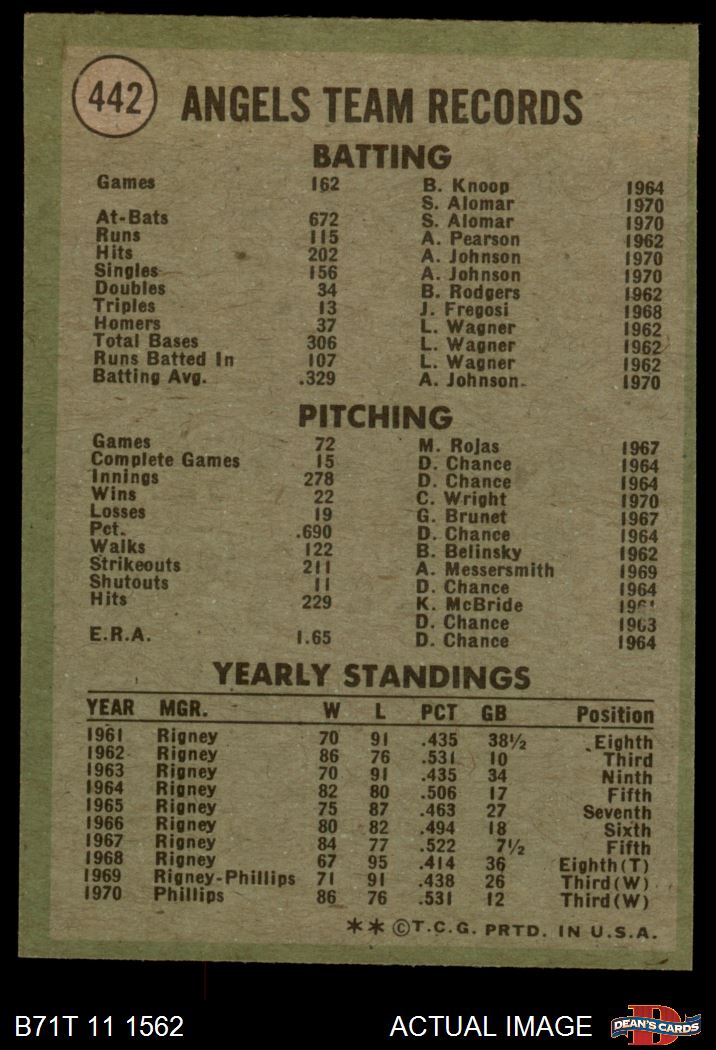 442 ANGELS TEAM RECORDS
BATTING
Games 162 B. Knoop 1964
S. Alomar 1970
At-Bats 672 S. Alomar 1970
Runs 115 A. Pearson 1962
Hits 202 A. Johnson 1970
Singles 156 A. Johnson 1970
Doubles 34 B. Rodgers 1962
Triples 13 J. Fregosi 1968
Homers 37 L. Wagner 1962
Total Bases 306 L. Wagner 1962
Runs Batted In 107 L. Wagner 1962
Batting Avg. .329 A. Johnson 1970
PITCHING
Games 72 M. Rojas 1967
Complete Games 15 D. Chance 1964
Innings 278 D. Chance 1964
Wins 22 C. Wright 1970
Losses 19 G. Brunet 1967
Pct. .690 D. Chance 1964
Walks 122 B. Belinsky 1962
Strikeouts 211 A. Messersmith 1969
Shutouts 11 D. Chance 1964
Hits 229 K. McBride
D. Chance 1963
E.R.A. 1.65 D. Chance 1964
YEARLY STANDINGS
YEAR MGR. W L PCT GB Position
1961 Rigney 70 91 .435 38½ Eighth
1962 Rigney 86 76 .531 10 Third
1963 Rigney 70 91 .435 34 Ninth
1964 Rigney 82 80 .506 17 Fifth
1965 Rigney 75 87 .463 27 Seventh
1966 Rigney 80 82 .494 18 Sixth
1967 Rigney 84 77 .522 7½ Fifth
1968 Rigney 67 95 .414 36 Eighth(T)
1969 Rigney-Phillips 71 91 .438 26 Third(W)
1970 Phillips 86 76 .531 12 Third(W)
** ©T.C.G. PRTD. IN U.S.A.
B71T 11 1562 ACTUAL IMAGE D DEAN'S CARDS